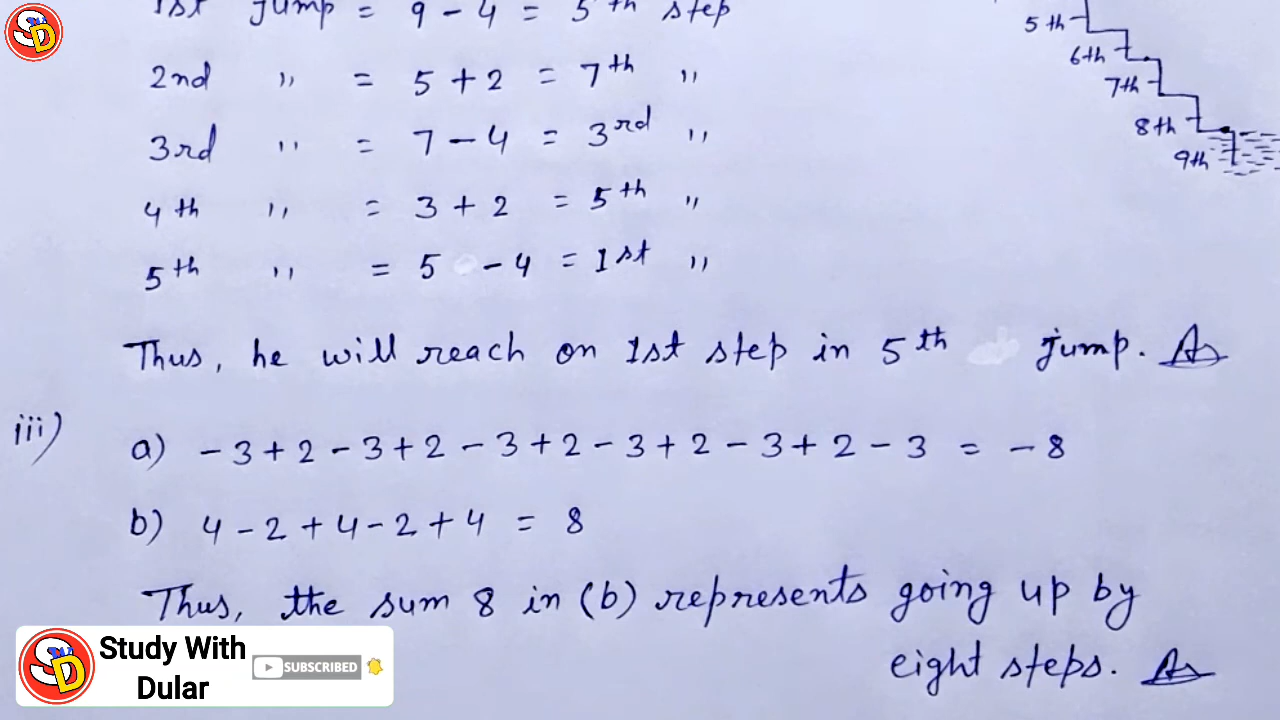 1st jump = 9 - 4 = 5th step
2nd " = 5 + 2 = 7th "
3rd " = 7 - 4 = 3rd "
4th " = 3 + 2 = 5th "
5th " = 5 - 4 = 1st "
Thus, he will reach on 1st step in 5th jump. Ans
5th
6th
7th
8th
9th
iii) a) - 3 + 2 - 3 + 2 - 3 + 2 - 3 + 2 - 3 + 2 - 3 = - 8
b) 4 - 2 + 4 - 2 + 4 = 8
Thus, the sum 8 in (b) represents going up by
eight steps. Ans
SD
Study With
Dular
SUBSCRIBED